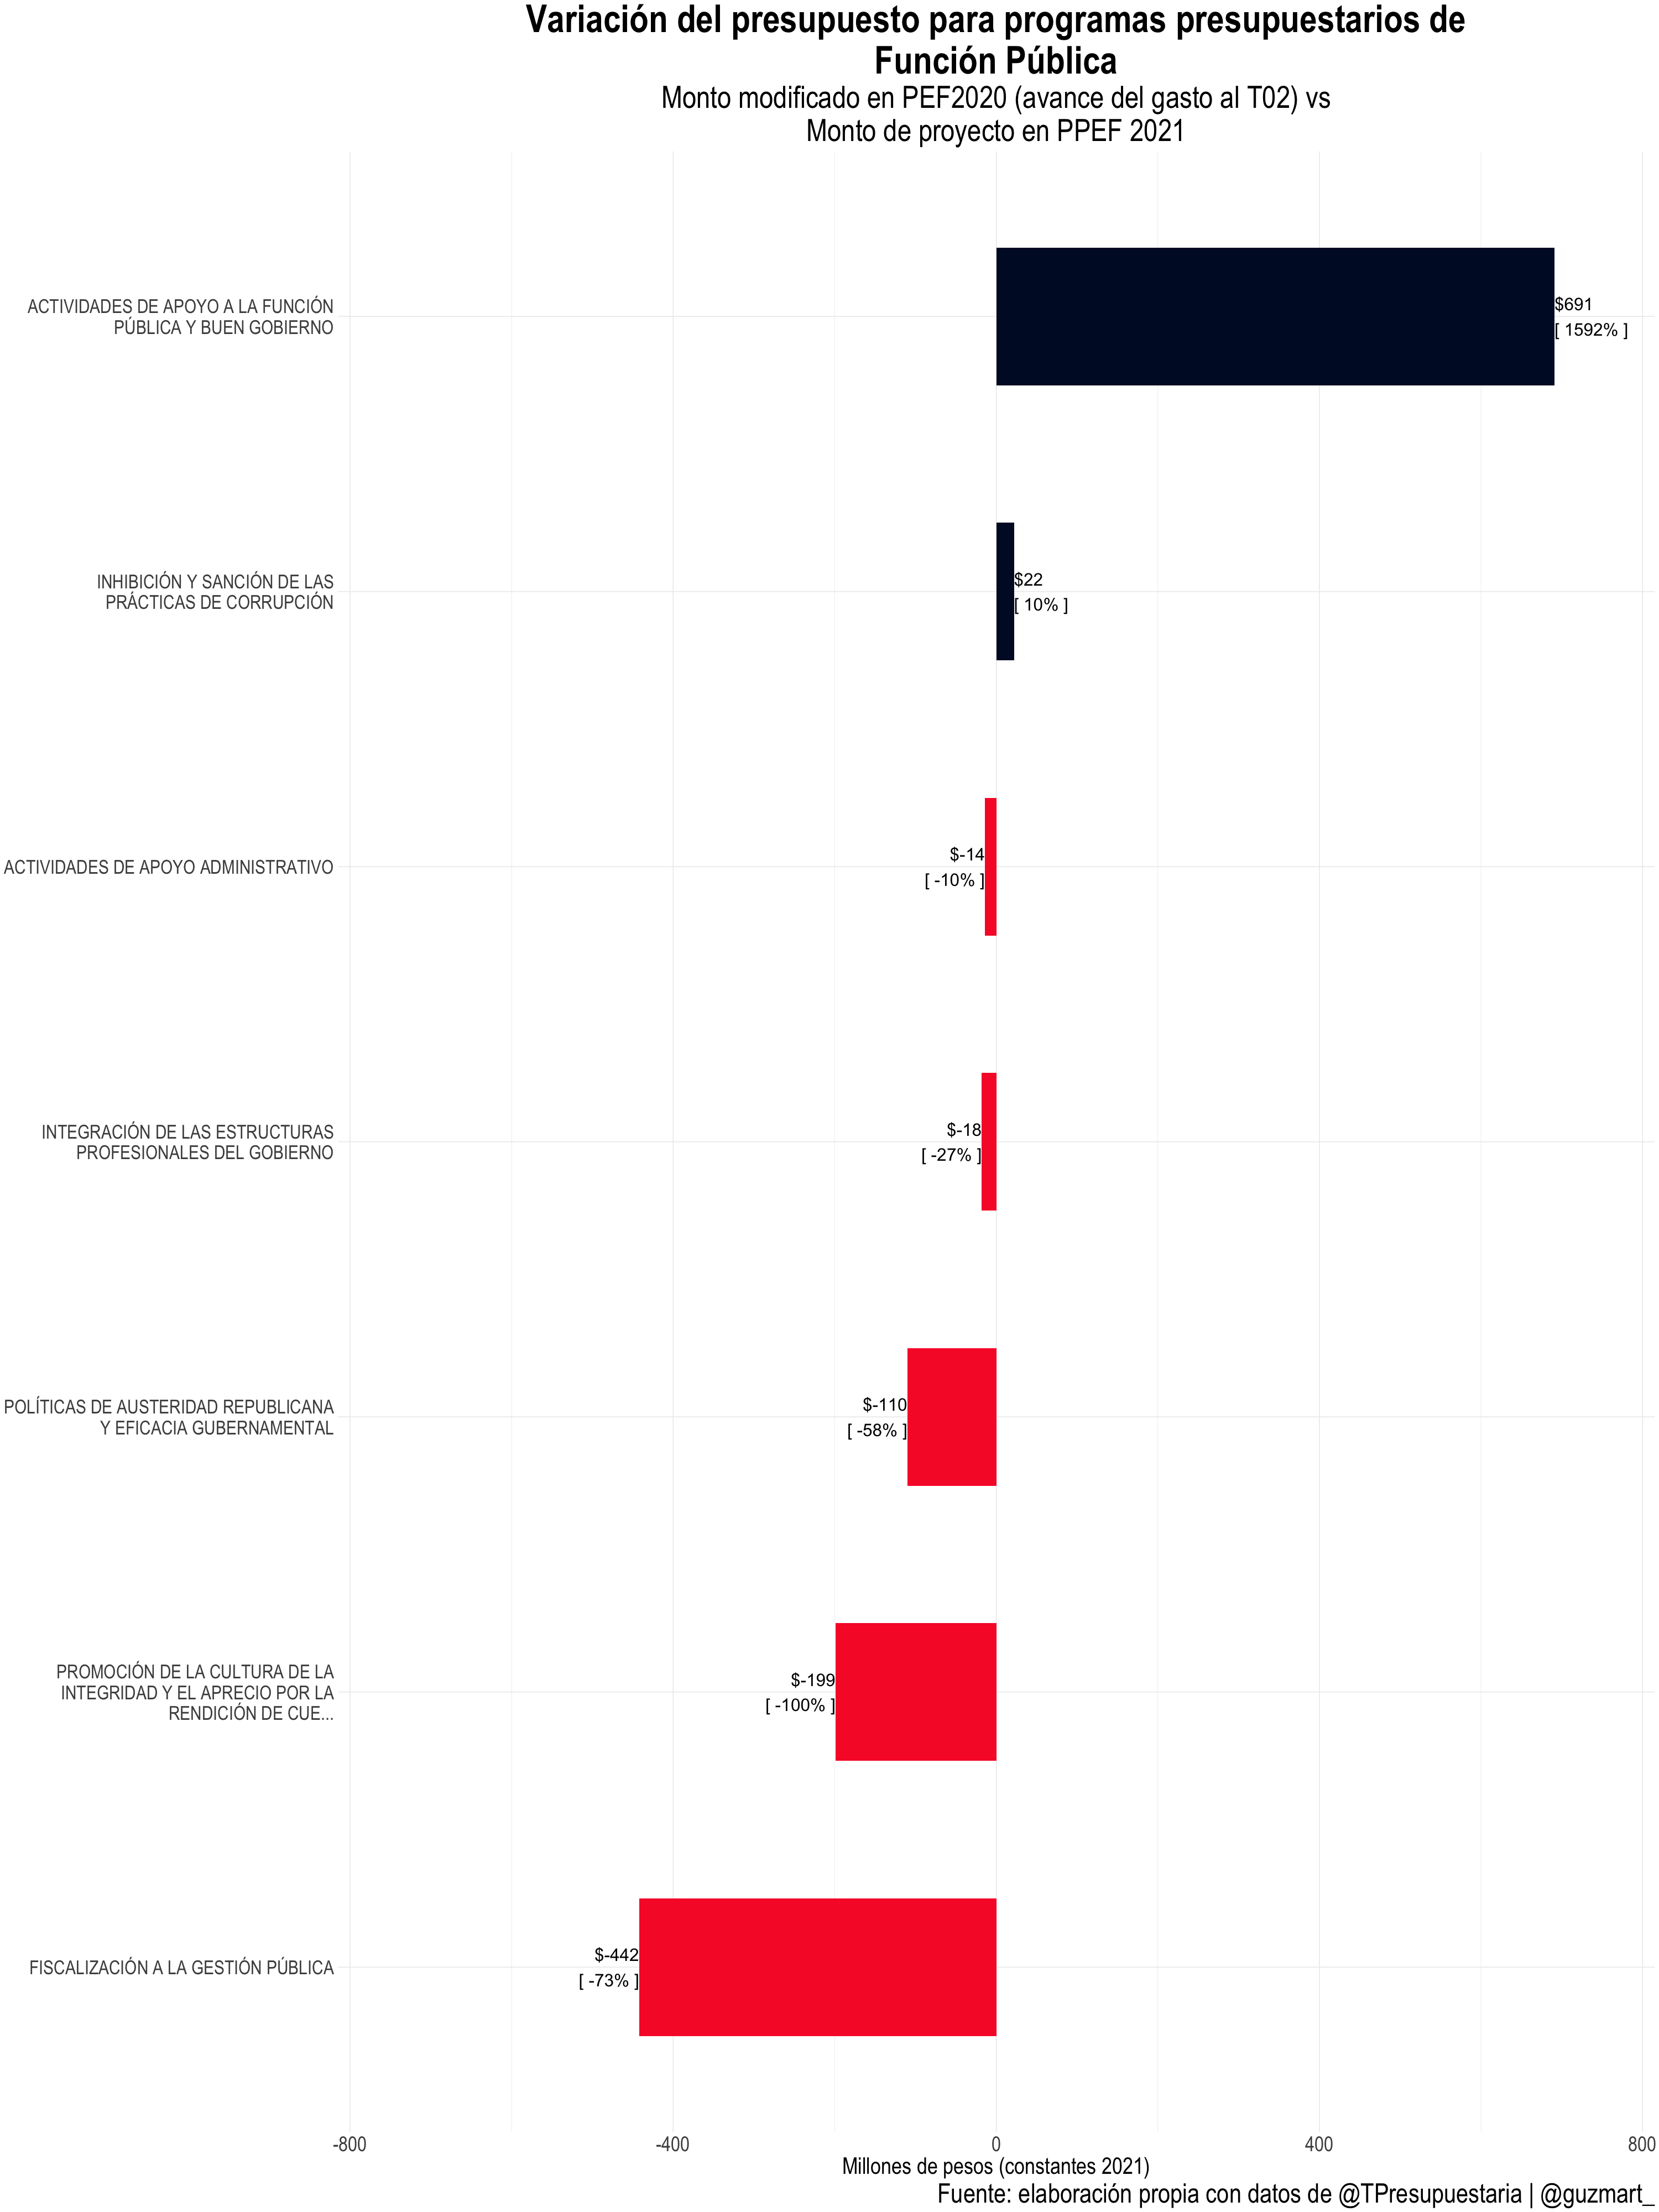 Variación del presupuesto para programas presupuestarios de
Función Pública
Monto modificado en PEF2020 (avance del gasto al T02) vs
Monto de proyecto en PPEF 2021
ACTIVIDADES DE APOYO A LA FUNCIÓN
PÚBLICA Y BUEN GOBIERNO
$691
[ 1592% ]
INHIBICIÓN Y SANCIÓN DE LAS
PRÁCTICAS DE CORRUPCIÓN
$22
[ 10% ]
ACTIVIDADES DE APOYO ADMINISTRATIVO
$-14
[ -10% ]
INTEGRACIÓN DE LAS ESTRUCTURAS
PROFESIONALES DEL GOBIERNO
$-18
[ -27% ]
POLÍTICAS DE AUSTERIDAD REPUBLICANA
Y EFICACIA GUBERNAMENTAL
$-110
[ -58% ]
PROMOCIÓN DE LA CULTURA DE LA
INTEGRIDAD Y EL APRECIO POR LA
RENDICIÓN DE CUE...
$-199
[ -100% ]
FISCALIZACIÓN A LA GESTIÓN PÚBLICA
$-442
[ -73% ]
-800 -400 0 400 800
Millones de pesos (constantes 2021)
Fuente: elaboración propia con datos de @TPresupuestaria | @guzmart_